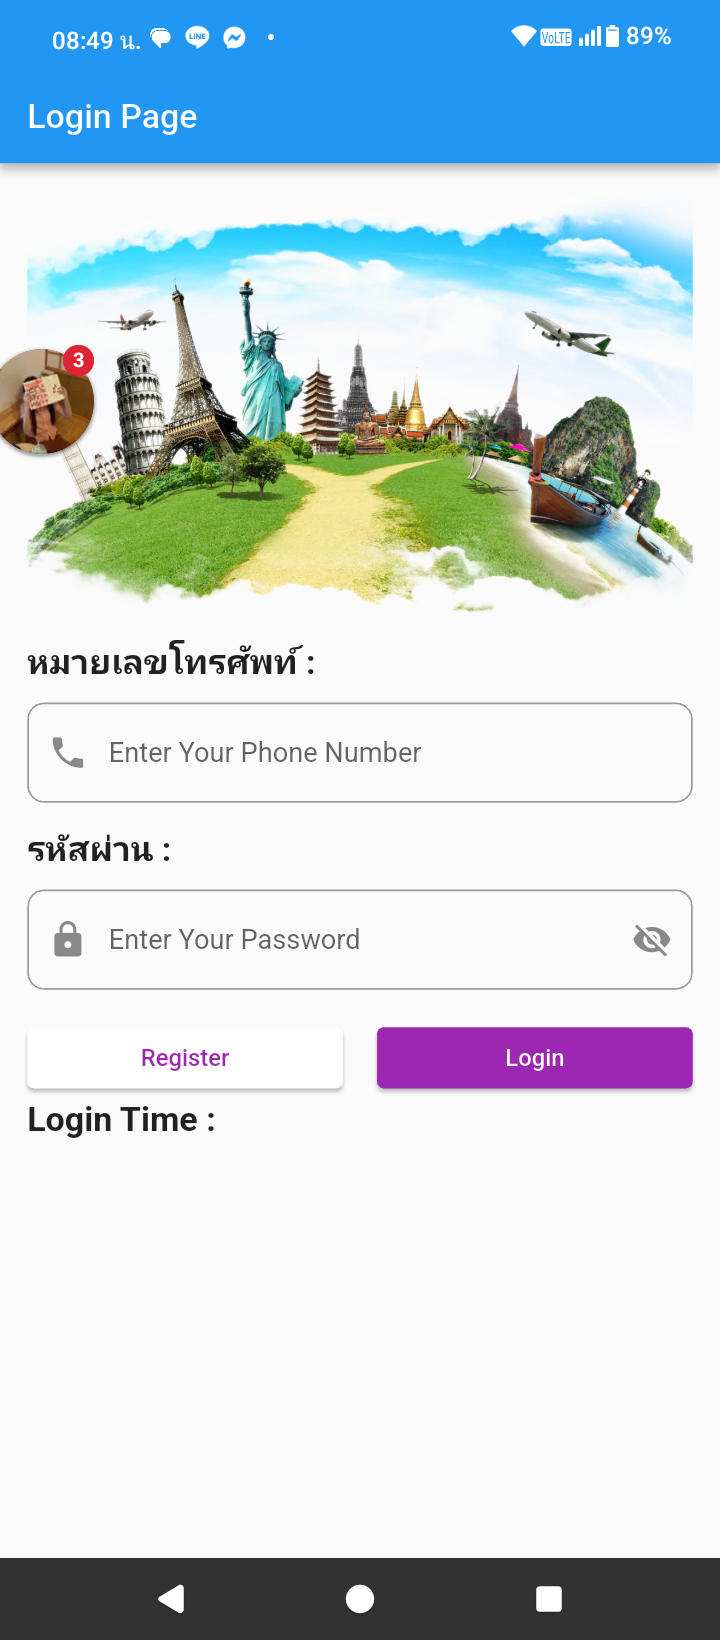 08:49 น. LINE VoLTE 89%
Login Page
3
หมายเลขโทรศัพท์ :
Enter Your Phone Number
รหัสผ่าน :
Enter Your Password
Register Login
Login Time :